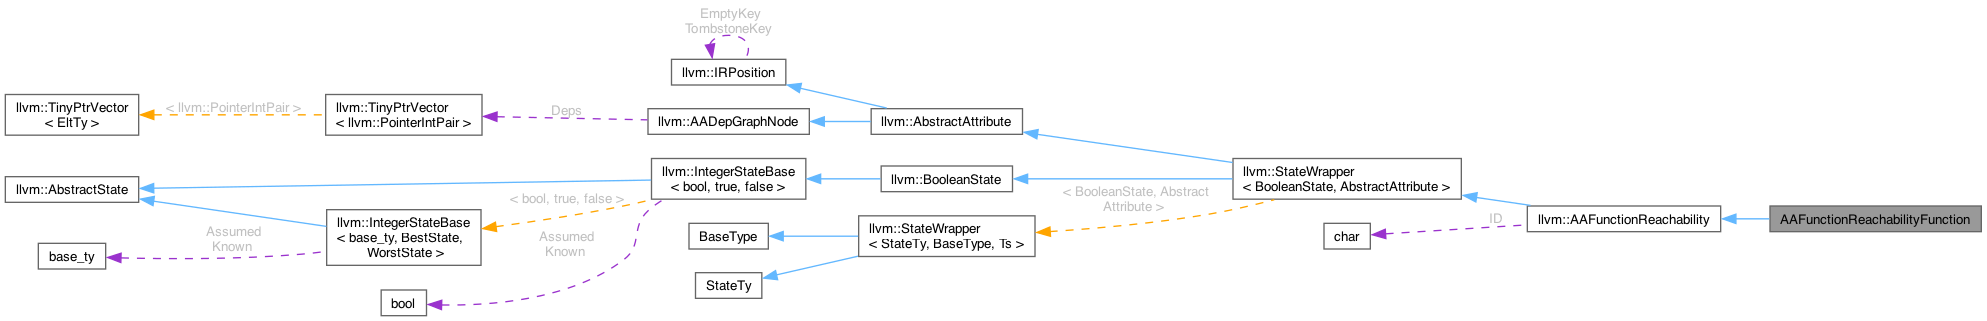 EmptyKey
TombstoneKey
llvm::IRPosition
llvm::TinyPtrVector
< EltTy >
< llvm::PointerIntPair >
llvm::TinyPtrVector
< llvm::PointerIntPair >
Deps
llvm::AADepGraphNode
llvm::AbstractAttribute
llvm::AbstractState
llvm::IntegerStateBase
< bool, true, false >
llvm::BooleanState
llvm::StateWrapper
< BooleanState, AbstractAttribute >
< bool, true, false >
< BooleanState, Abstract
Attribute >
llvm::IntegerStateBase
< base_ty, BestState,
WorstState >
Assumed
Known
base_ty
Assumed
Known
BaseType
llvm::StateWrapper
< StateTy, BaseType, Ts >
ID
char
llvm::AAFunctionReachability
AAFunctionReachabilityFunction
StateTy
bool